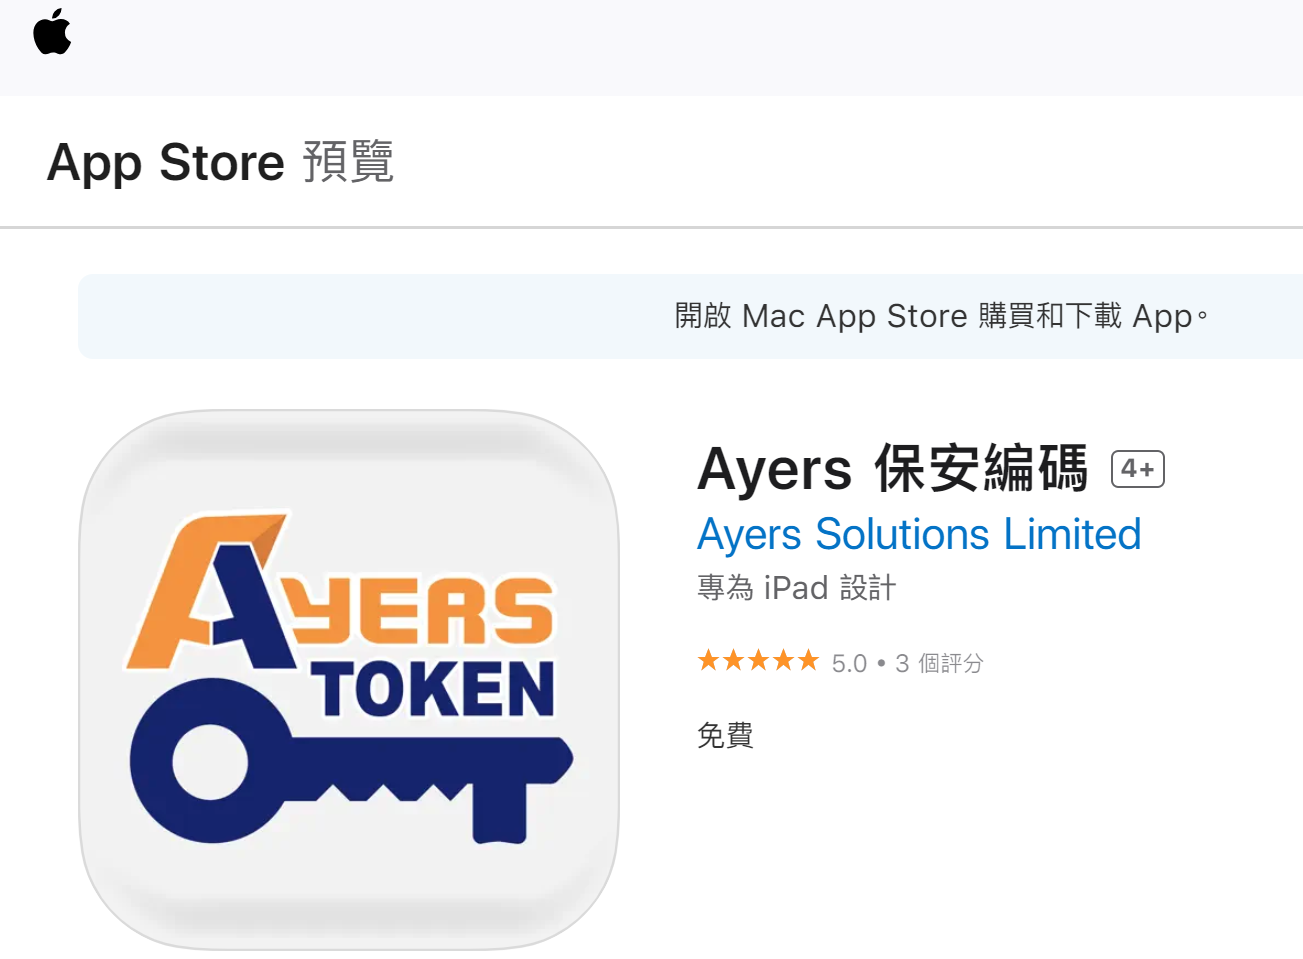 App Store 預覽
開啟 Mac App Store 購買和下載 App。
AYERS
TOKEN
Ayers 保安編碼 4+
Ayers Solutions Limited
專為 iPad 設計
★★★★★ 5.0 • 3 個評分
免費